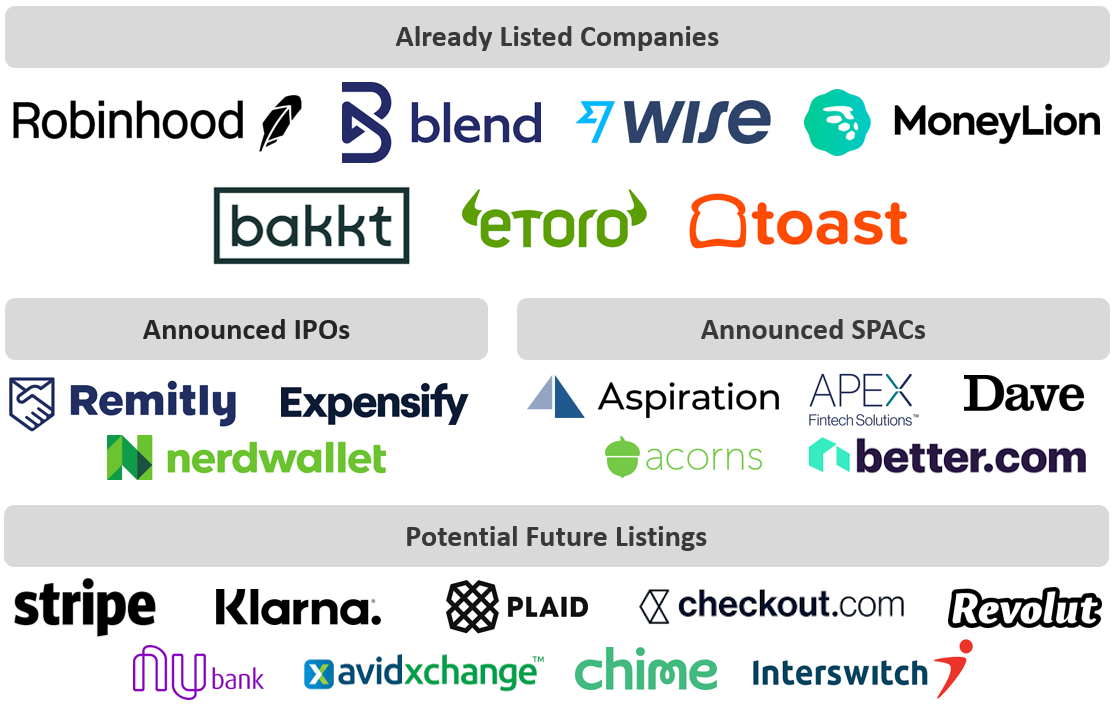 Already Listed Companies
Robinhood blend wise MoneyLion
bakkt eToro toast
Announced IPOs Announced SPACs
Remitly Expensify
nerdwallet
Aspiration APEX Fintech Solutions™ Dave
acorns better.com
Potential Future Listings
stripe Klarna. PLAID checkout.com Revolut
nu bank avidxchange™ chime Interswitch